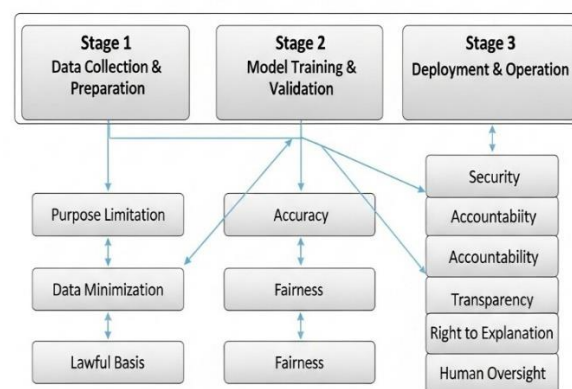 Stage 1
Data Collection &
Preparation
Stage 2
Model Training &
Validation
Stage 3
Deployment & Operation
Purpose Limitation
Data Minimization
Lawful Basis
Accuracy
Fairness
Fairness
Security
Accountabiity
Accountability
Transparency
Right to Explanation
Human Oversight